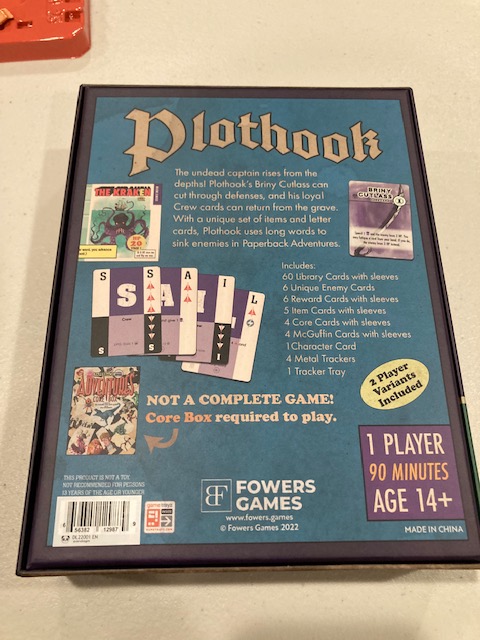 Plothook
The undead captain rises from the
depths! Plothook's Briny Cutlass can
cut through defenses, and his loyal
Crew cards can return from the grave.
With a unique set of items and letter
cards, Plothook uses long words to
sink enemies in Paperback Adventures.
THE KRAKEN
HP
20
BRINY
CUTLASS
S S A I L
S A I L
S S I
Includes:
60 Library Cards with sleeves
6 Unique Enemy Cards
6 Reward Cards with sleeves
5 Item Cards with sleeves
4 Core Cards with sleeves
4 McGuffin Cards with sleeves
1Character Card
4 Metal Trackers
1 Tracker Tray
2 Player
Variants
Included
ADVENTURES
NOT A COMPLETE GAME!
Core Box required to play.
1 PLAYER
90 MINUTES
AGE 14+
THIS PRODUCT IS NOT A TOY.
NOT RECOMMENDED FOR PERSONS
13 YEARS OF THE AGE OR YOUNGER
FOWERS
GAMES
www.fowers.games
© Fowers Games 2022
MADE IN CHINA